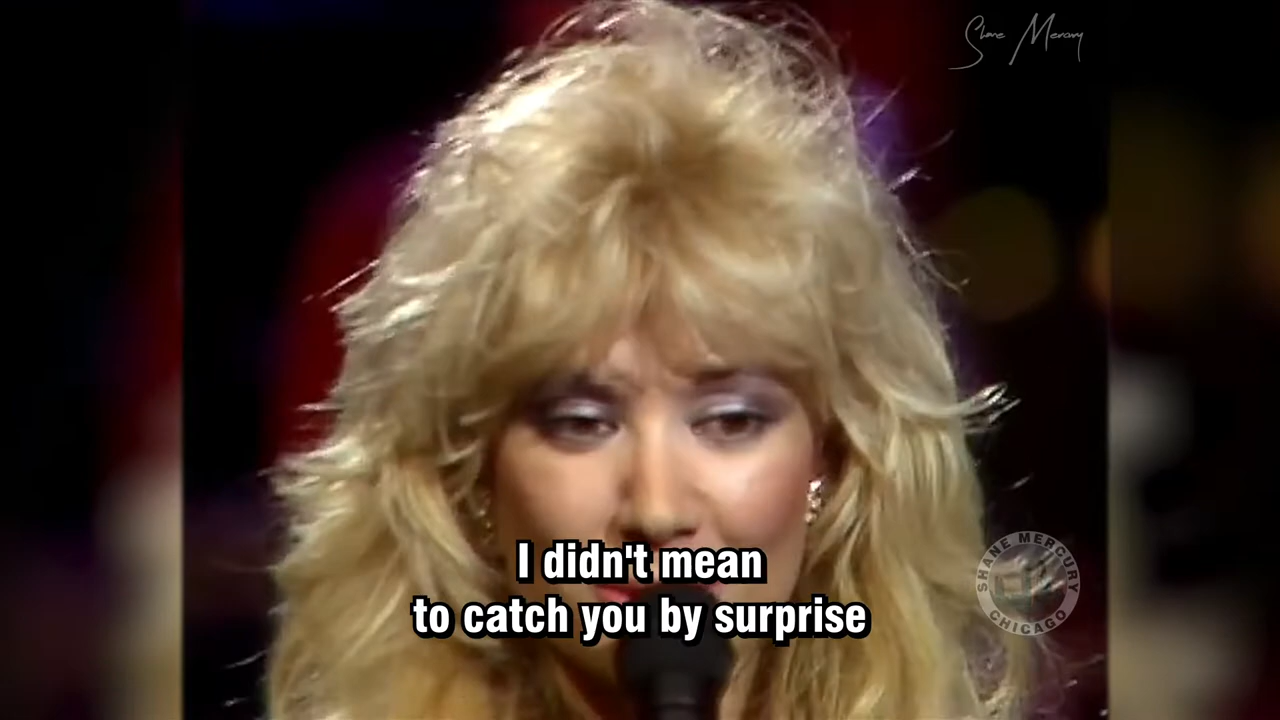 Shane Mercury
I didn't mean
to catch you by surprise
SHANE MERCURY
CHICAGO